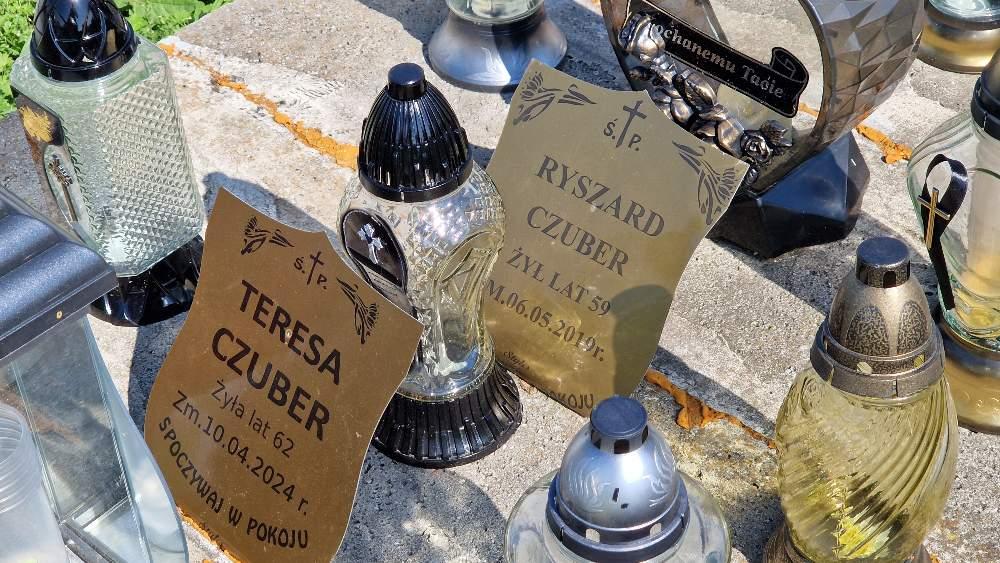 ś.P.
TERESA
CZUBER
Żyła lat 62
Zm.10.04.2024 r.
SPOCZYWAJ W POKOJU
ś.P.
RYSZARD
CZUBER
ŻYŁ LAT 59
M.06.05.2019r.
POKOJU
ochanemu Tacie